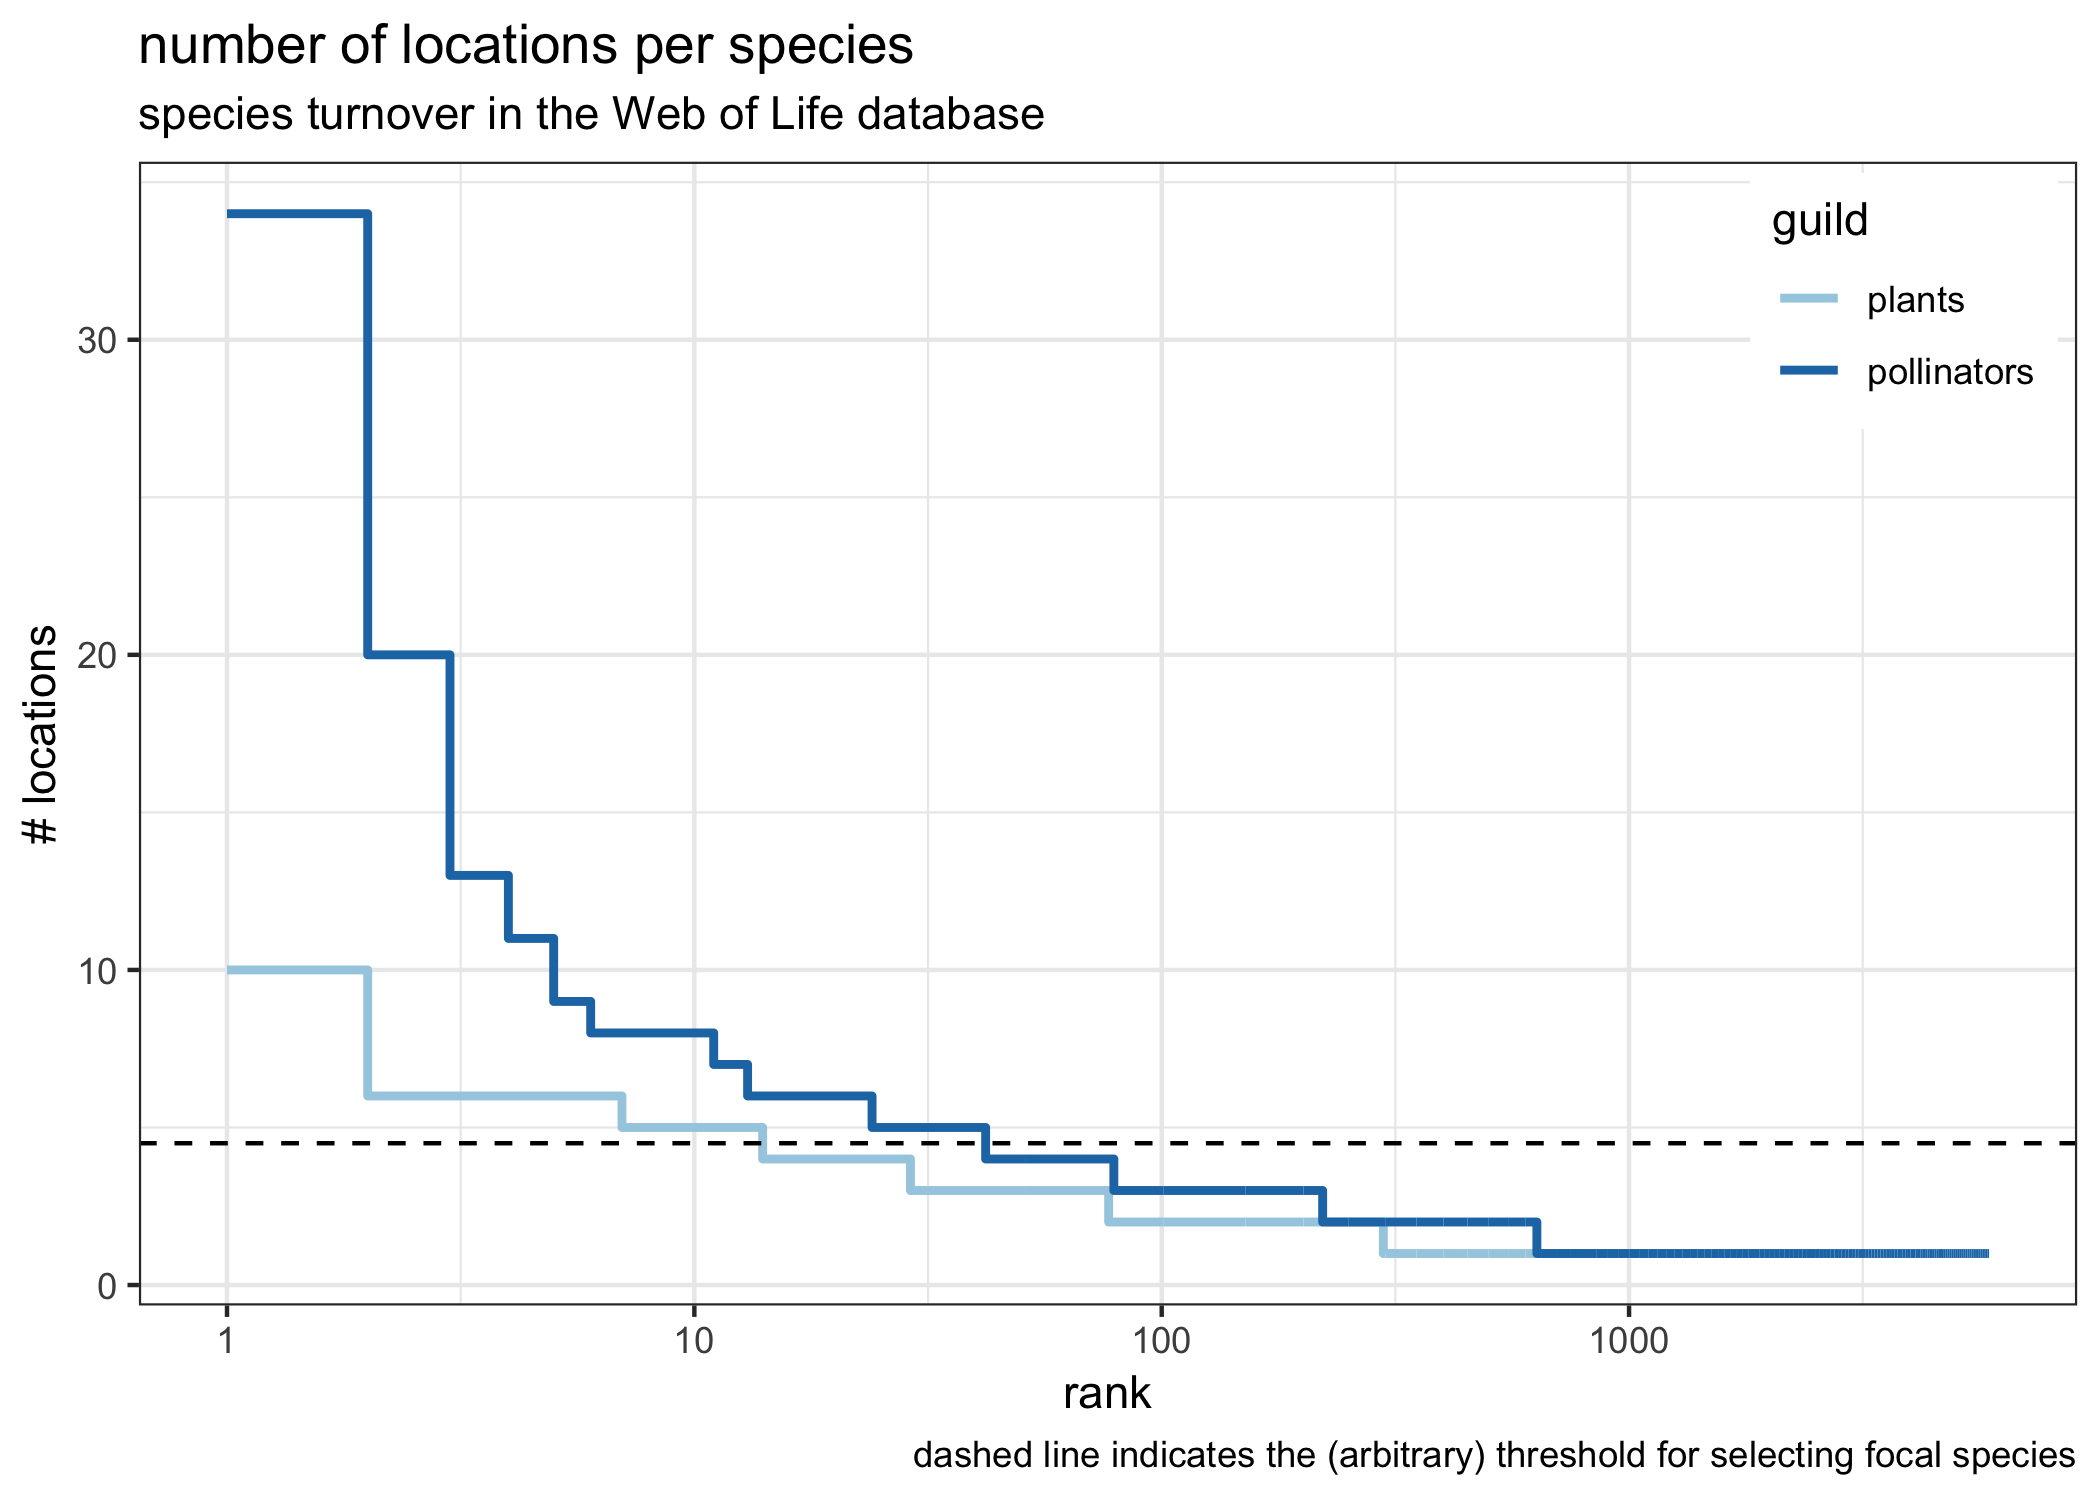 number of locations per species
species turnover in the Web of Life database
guild
plants
pollinators
30
20
10
0
# locations
1
10
100
1000
rank
dashed line indicates the (arbitrary) threshold for selecting focal species